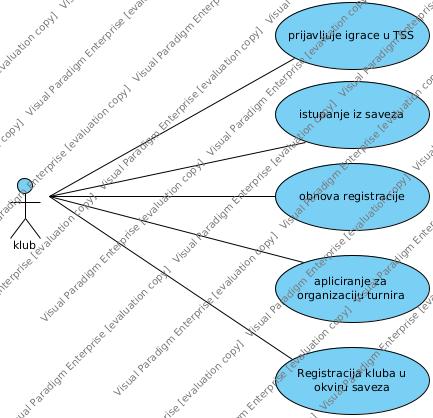 prijavljuje igrace u TSS
istupanje iz saveza
obnova registracije
klub
apliciranje za
organizaciju turnira
Registracija kluba u
okviru saveza
Visual Paradigm Enterprise [evaluation copy]